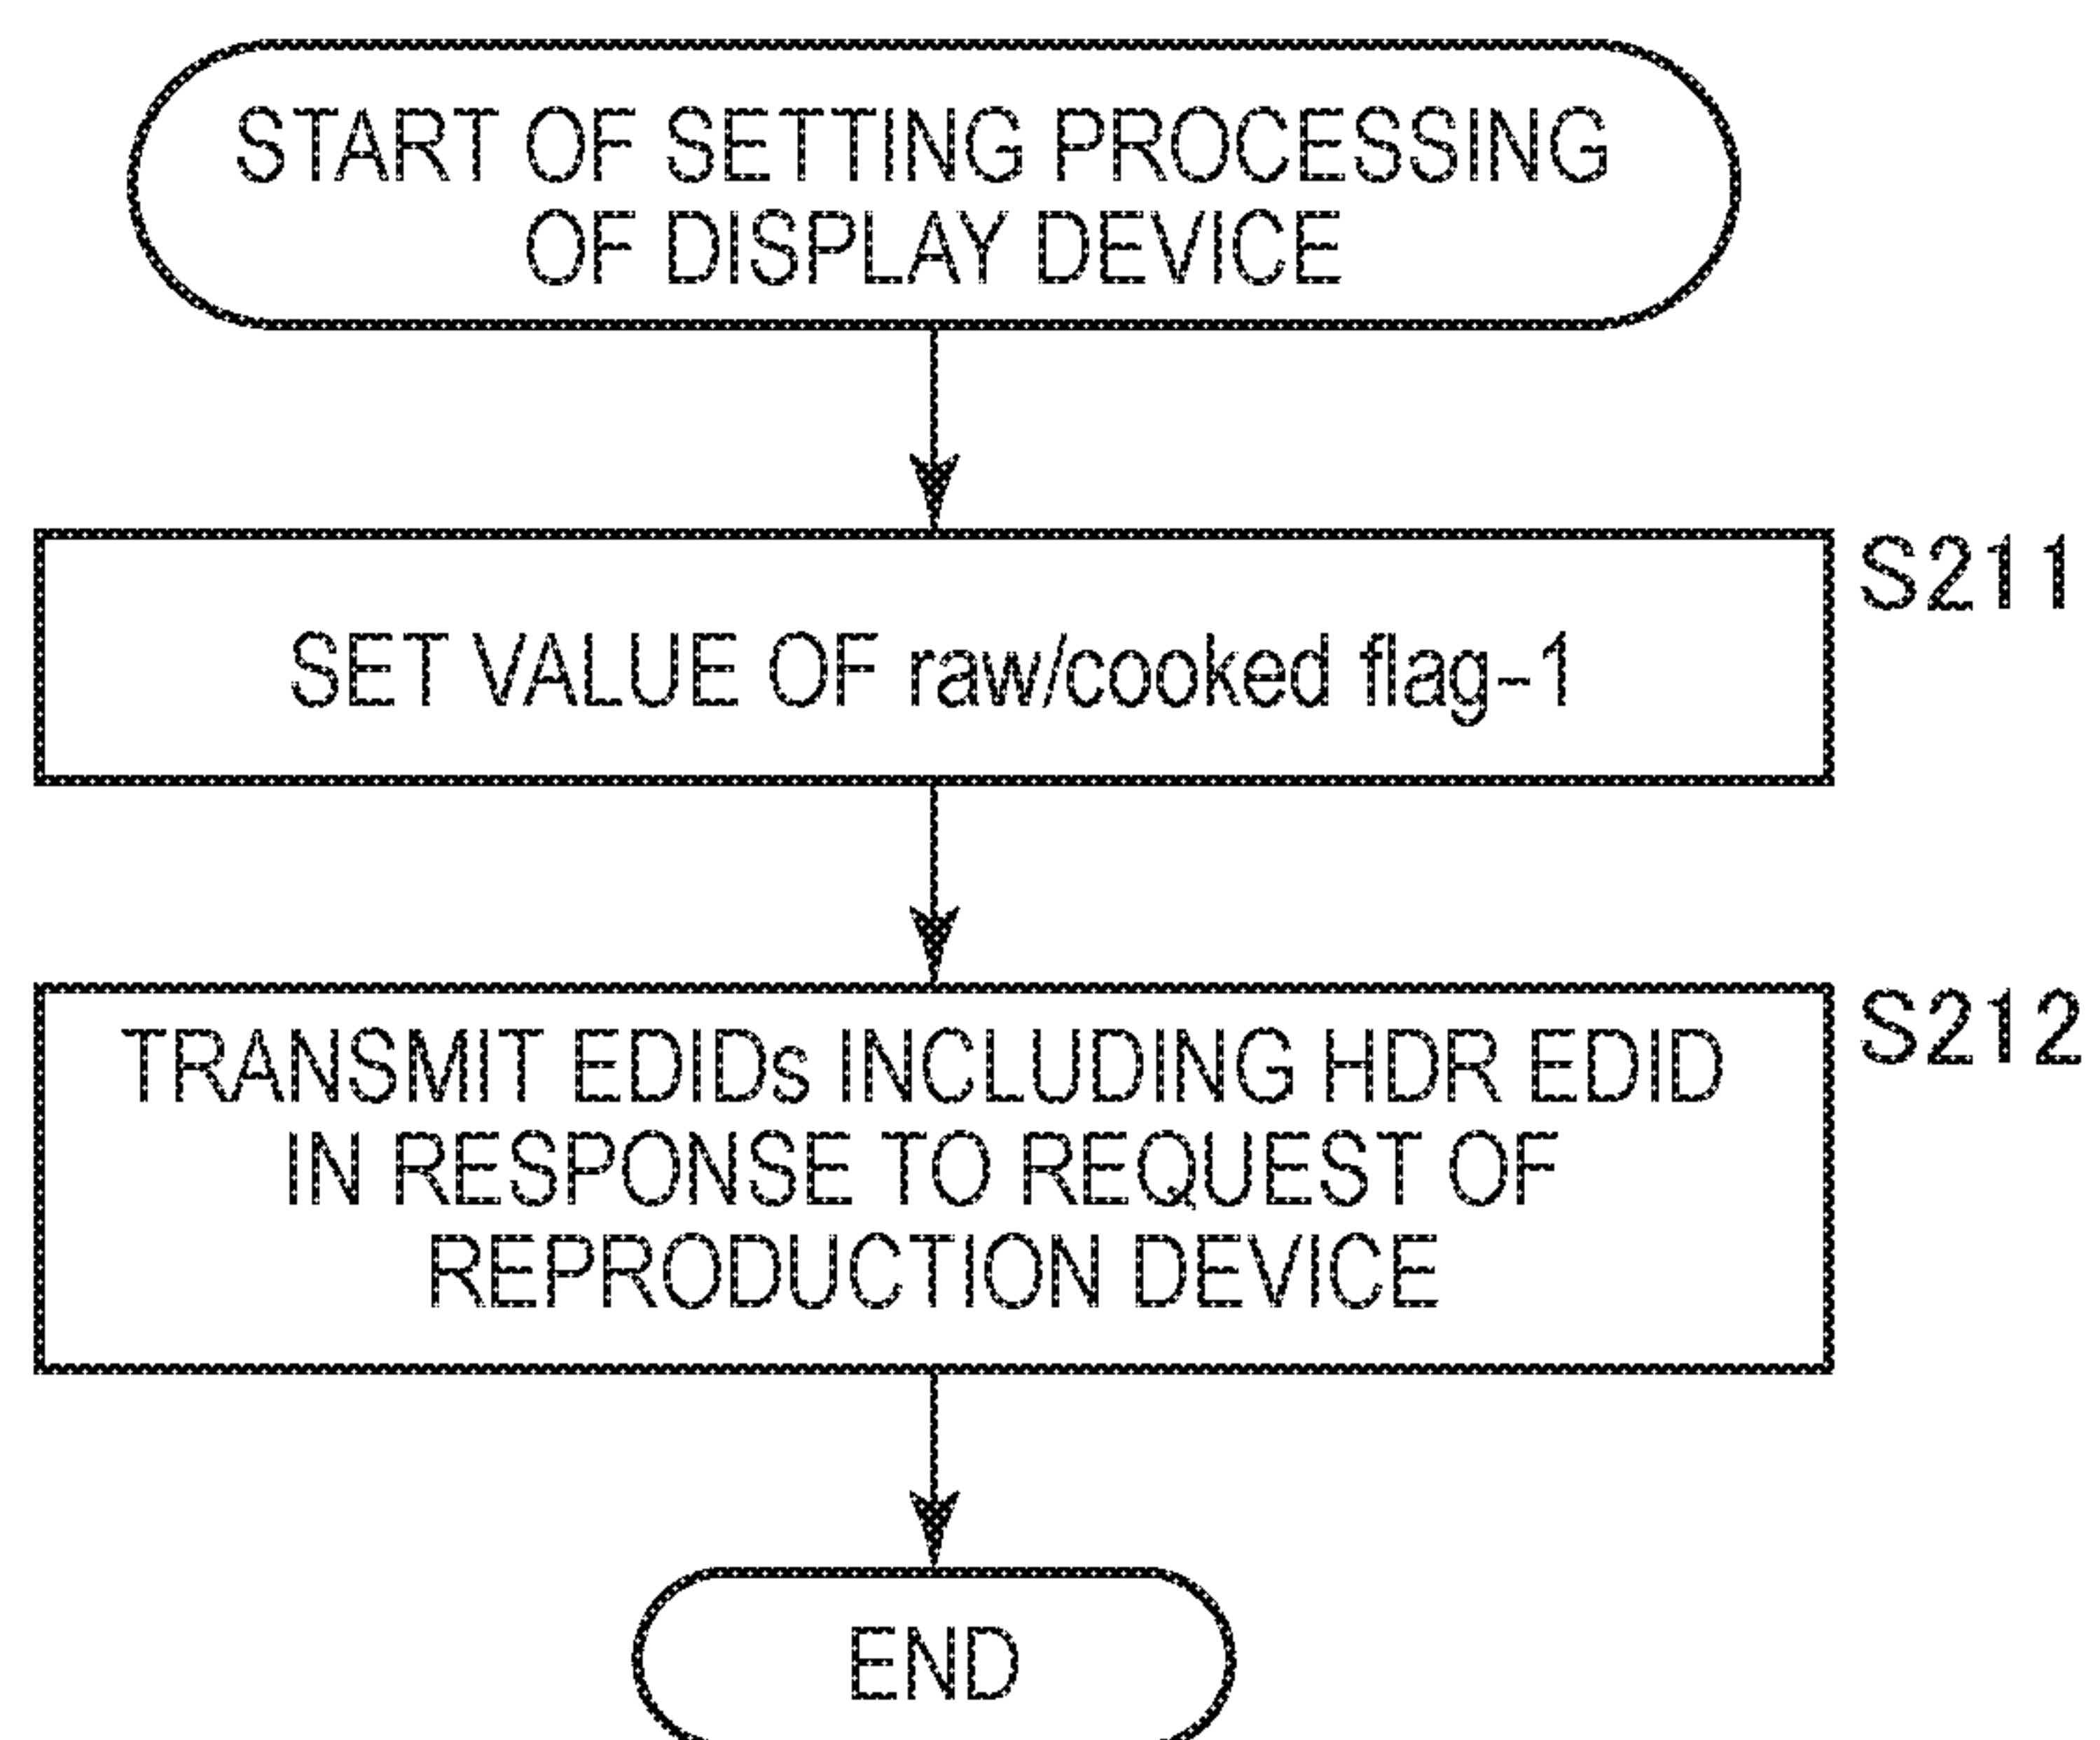 START OF SETTING PROCESSING
OF DISPLAY DEVICE
S211
SET VALUE OF raw/cooked flag-1
S212
TRANSMIT EDIDs INCLUDING HDR EDID
IN RESPONSE TO REQUEST OF
REPRODUCTION DEVICE
END